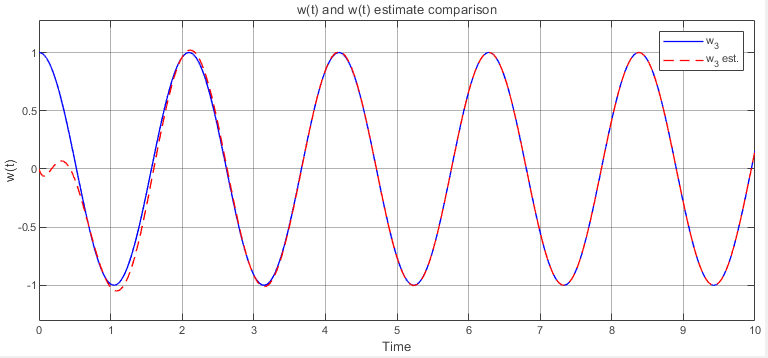 w(t) and w(t) estimate comparison
w(t)
1
0.5
0
-0.5
-1
w3
w3 est.
0 1 2 3 4 5 6 7 8 9 10
Time